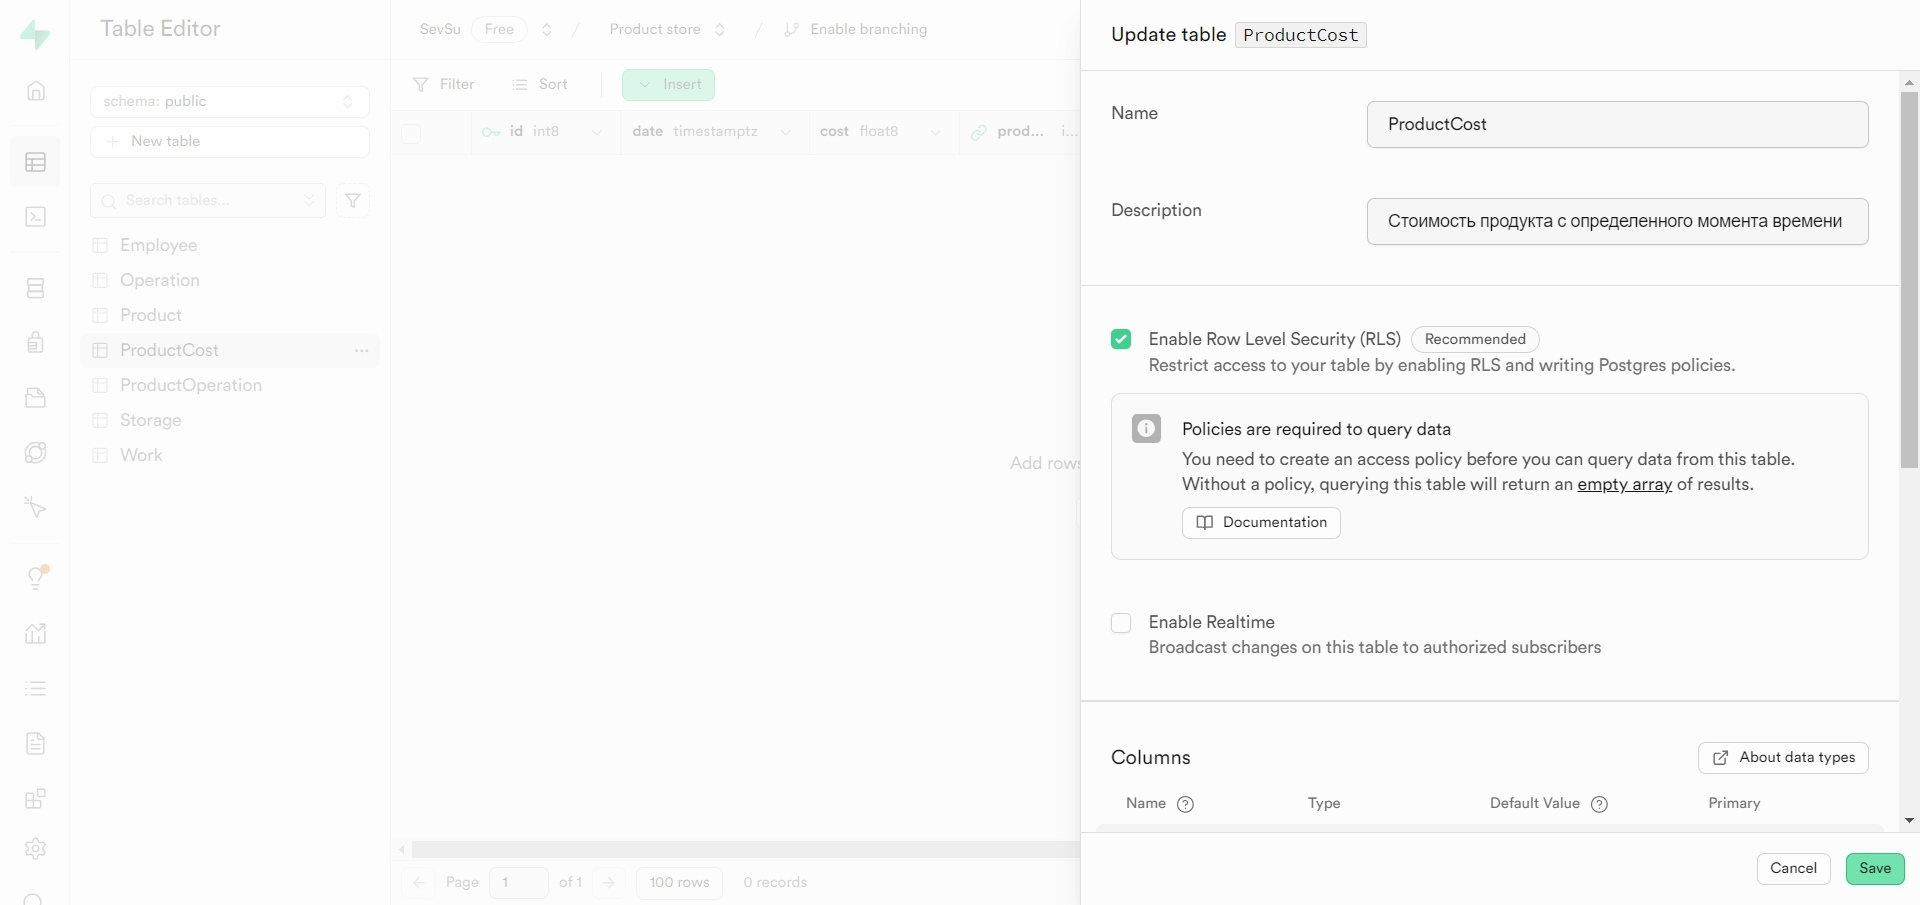 Table Editor
schema: public
New table
Search tables...
Employee
Operation
Product
ProductCost
ProductOperation
Storage
Work
SevSu Free / Product store / Enable branching
Filter Sort Insert
id int8 date timestamptz cost float8 prod... i...
Add rows
Page 1 of 1 100 rows 0 records
Update table ProductCost
Name ProductCost
Description Стоимость продукта с определенного момента времени
Enable Row Level Security (RLS) Recommended
Restrict access to your table by enabling RLS and writing Postgres policies.
Policies are required to query data
You need to create an access policy before you can query data from this table.
Without a policy, querying this table will return an empty array of results.
Documentation
Enable Realtime
Broadcast changes on this table to authorized subscribers
Columns About data types
Name Type Default Value Primary
Cancel Save